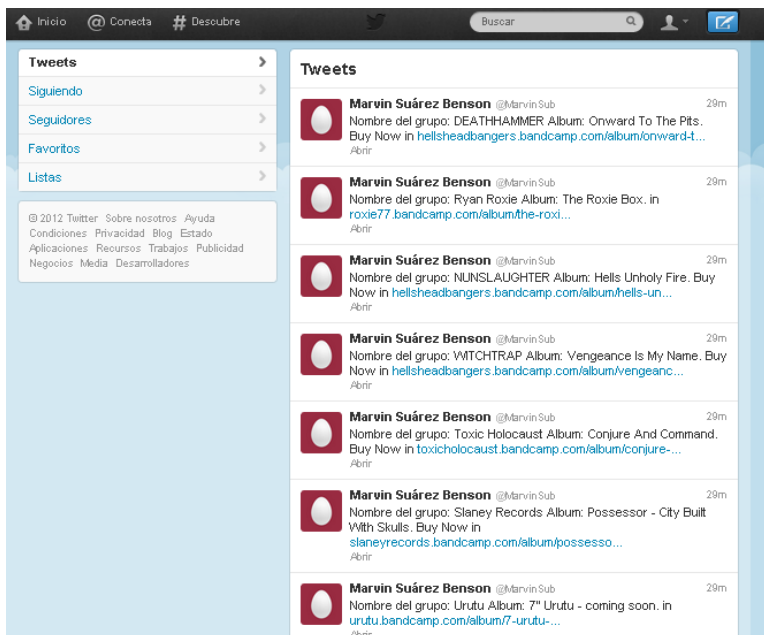 Inicio @ Conecta # Descubre Buscar
Tweets
Siguiendo
Seguidores
Favoritos
Listas
© 2012 Twitter Sobre nosotros Ayuda
Condiciones Privacidad Blog Estado
Aplicaciones Recursos Trabajos Publicidad
Negocios Media Desarrolladores
Tweets
Marvin Suárez Benson @MarvinSub 29m
Nombre del grupo: DEATHHAMMER Album: Onward To The Pits.
Buy Now in hellsheadbangers.bandcamp.com/album/onward-t...
Abrir
Marvin Suárez Benson @MarvinSub 29m
Nombre del grupo: Ryan Roxie Album: The Roxie Box. in
roxie77.bandcamp.com/album/the-roxi...
Abrir
Marvin Suárez Benson @MarvinSub 29m
Nombre del grupo: NUNSLAUGHTER Album: Hells Unholy Fire. Buy
Now in hellsheadbangers.bandcamp.com/album/hells-un...
Abrir
Marvin Suárez Benson @MarvinSub 29m
Nombre del grupo: WITCHTRAP Album: Vengeance Is My Name. Buy
Now in hellsheadbangers.bandcamp.com/album/vengeanc...
Abrir
Marvin Suárez Benson @MarvinSub 29m
Nombre del grupo: Toxic Holocaust Album: Conjure And Command.
Buy Now in toxicholocaust.bandcamp.com/album/conjure-...
Abrir
Marvin Suárez Benson @MarvinSub 29m
Nombre del grupo: Slaney Records Album: Possessor - City Built
With Skulls. Buy Now in
slaneyrecords.bandcamp.com/album/possesso...
Abrir
Marvin Suárez Benson @MarvinSub 29m
Nombre del grupo: Urutu Album: 7" Urutu - coming soon. in
urutu.bandcamp.com/album/7-urutu-...
Abrir